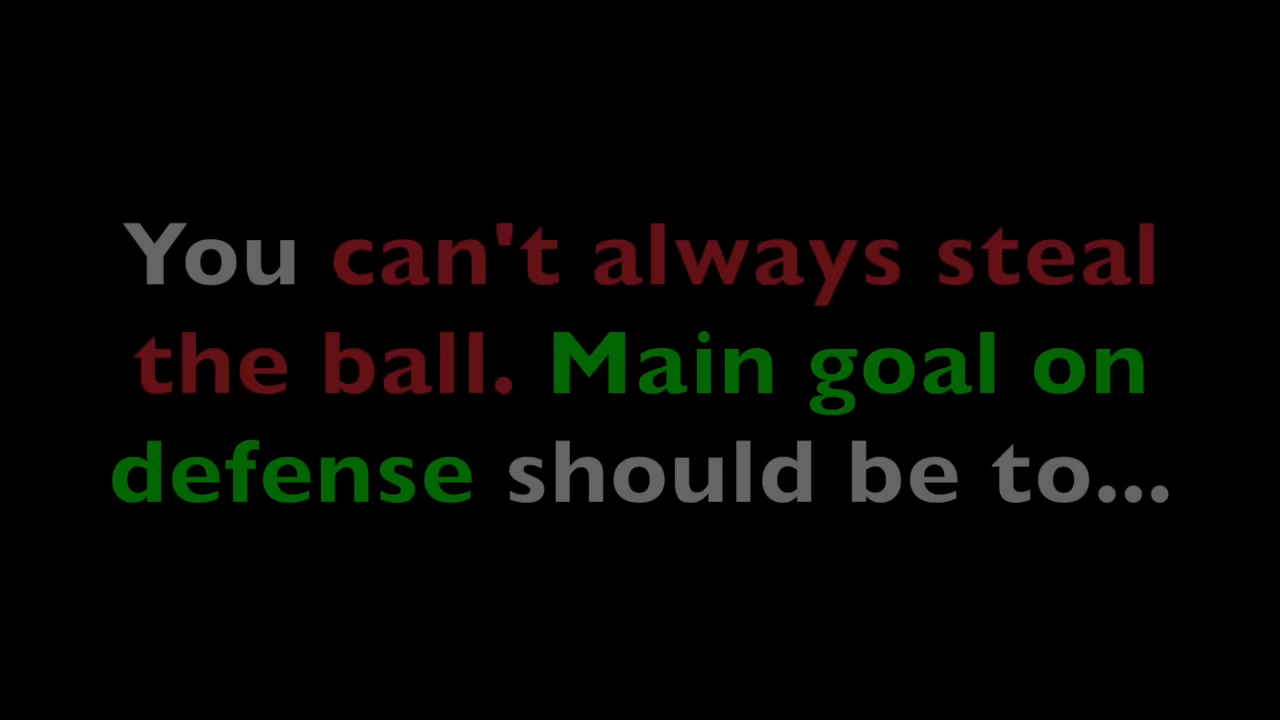 You can't always steal
the ball. Main goal on
defense should be to...